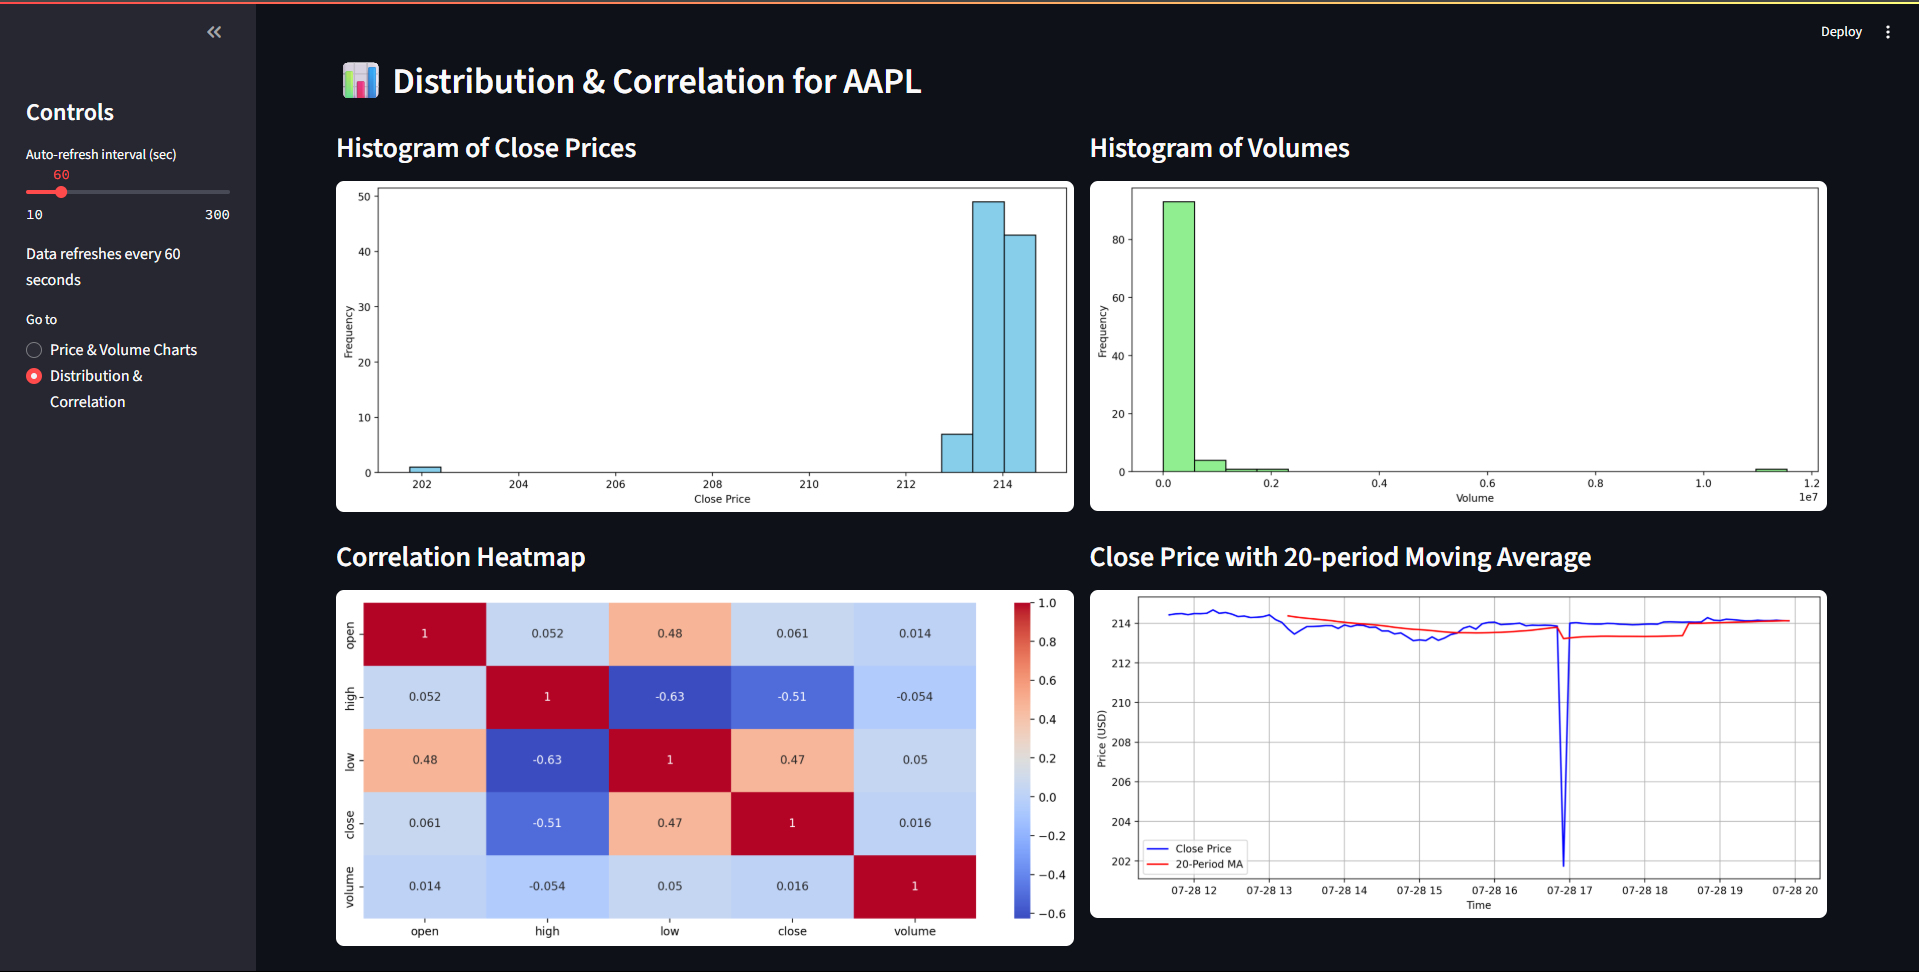 Deploy
Controls
Auto-refresh interval (sec)
60
10 300
Data refreshes every 60
seconds
Go to
Price & Volume Charts
Distribution &
Correlation
Distribution & Correlation for AAPL
Histogram of Close Prices
50
40
30
20
10
0
Frequency
202 204 206 208 210 212 214
Close Price
Histogram of Volumes
80
60
40
20
0
Frequency
0.0 0.2 0.4 0.6 0.8 1.0 1.2
1e7
Volume
Correlation Heatmap
open 1 0.052 0.48 0.061 0.014
high 0.052 1 -0.63 -0.51 -0.054
low 0.48 -0.63 1 0.47 0.05
close 0.061 -0.51 0.47 1 0.016
volume 0.014 -0.054 0.05 0.016 1
open high low close volume
1.0
0.8
0.6
0.4
0.2
0.0
−0.2
−0.4
−0.6
Close Price with 20-period Moving Average
214
212
210
208
206
204
202
Price (USD)
Close Price
20-Period MA
07-28 12 07-28 13 07-28 14 07-28 15 07-28 16 07-28 17 07-28 18 07-28 19 07-28 20
Time